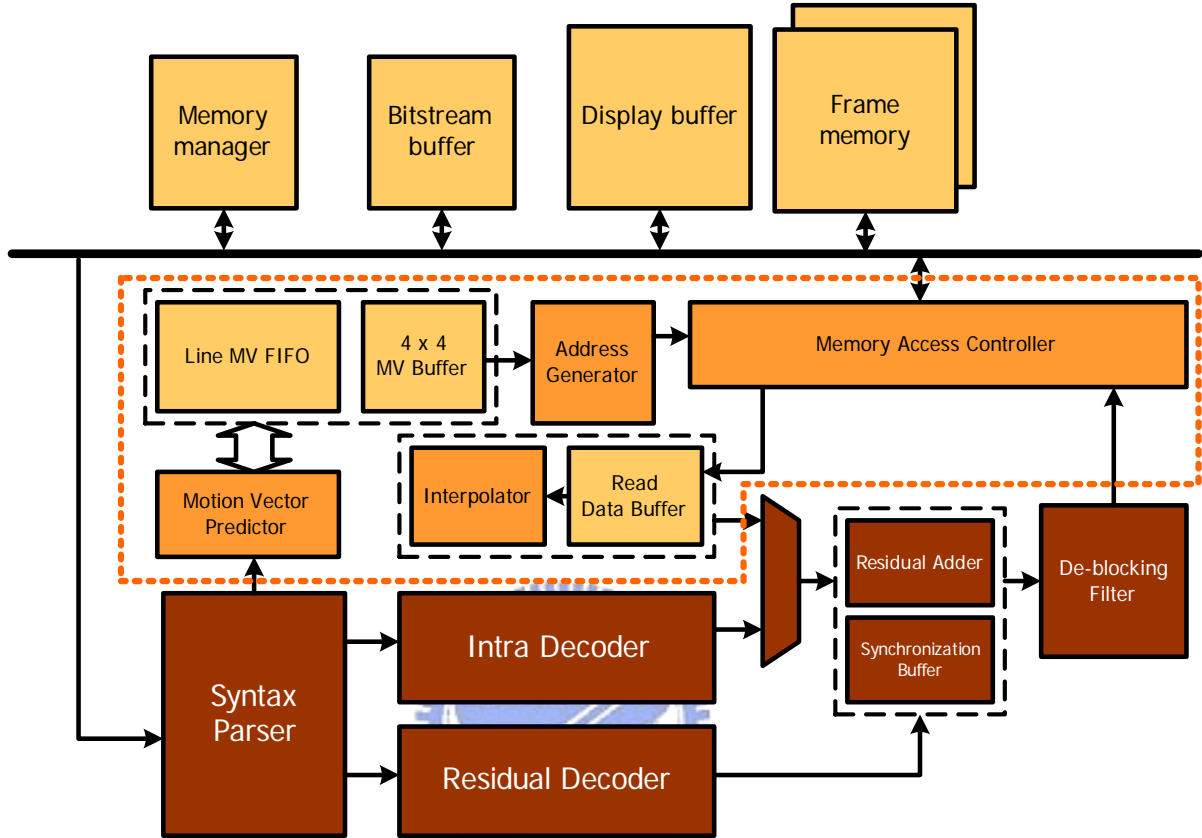 Memory
manager
Bitstream
buffer
Display buffer
Frame
memory
Line MV FIFO
4 x 4
MV Buffer
Address
Generator
Memory Access Controller
Interpolator
Read
Data Buffer
Motion Vector
Predictor
Residual Adder
De-blocking
Filter
Synchronization
Buffer
Syntax
Parser
Intra Decoder
Residual Decoder